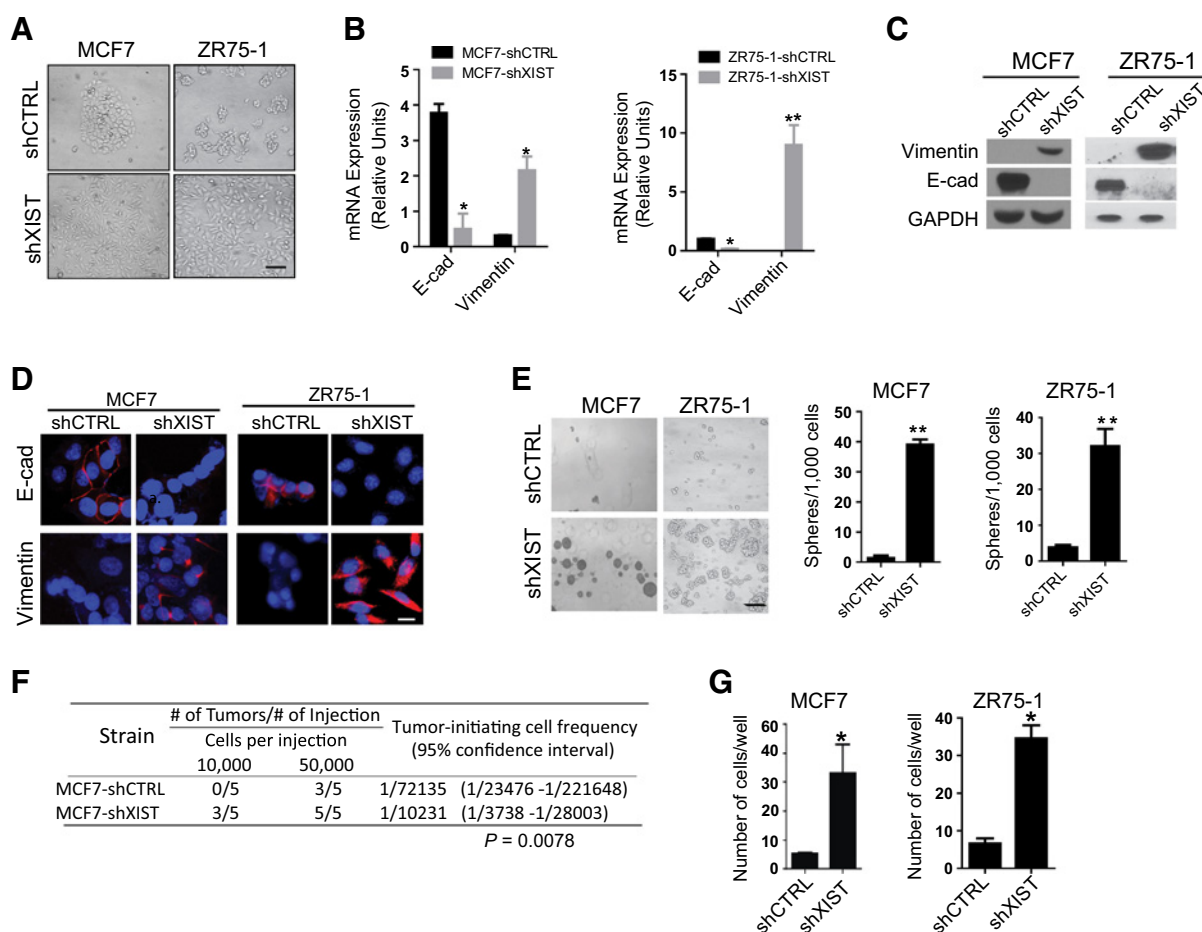 A
MCF7 ZR75-1
shCTRL
shXIST
B
MCF7-shCTRL
MCF7-shXIST
mRNA Expression
(Relative Units)
5
4
3
2
1
0
*
*
E-cad
Vimentin
ZR75-1-shCTRL
ZR75-1-shXIST
mRNA Expression
(Relative Units)
15
10
5
0
*
**
E-cad
Vimentin
C
MCF7 ZR75-1
shCTRL shXIST shCTRL shXIST
Vimentin
E-cad
GAPDH
D
MCF7 ZR75-1
shCTRL shXIST shCTRL shXIST
E-cad
a.
Vimentin
E
MCF7 ZR75-1
shCTRL
shXIST
MCF7
Spheres/1,000 cells
50
40
30
20
10
0
**
shCTRL
shXIST
ZR75-1
Spheres/1,000 cells
40
30
20
10
0
**
shCTRL
shXIST
F
Strain
# of Tumors/# of Injection
Cells per injection
10,000 50,000
Tumor-initiating cell frequency
(95% confidence interval)
MCF7-shCTRL 0/5 3/5 1/72135 (1/23476 -1/221648)
MCF7-shXIST 3/5 5/5 1/10231 (1/3738 -1/28003)
P = 0.0078
G
MCF7
Number of cells/well
50
40
30
20
10
0
*
shCTRL
shXIST
ZR75-1
Number of cells/well
40
30
20
10
0
*
shCTRL
shXIST